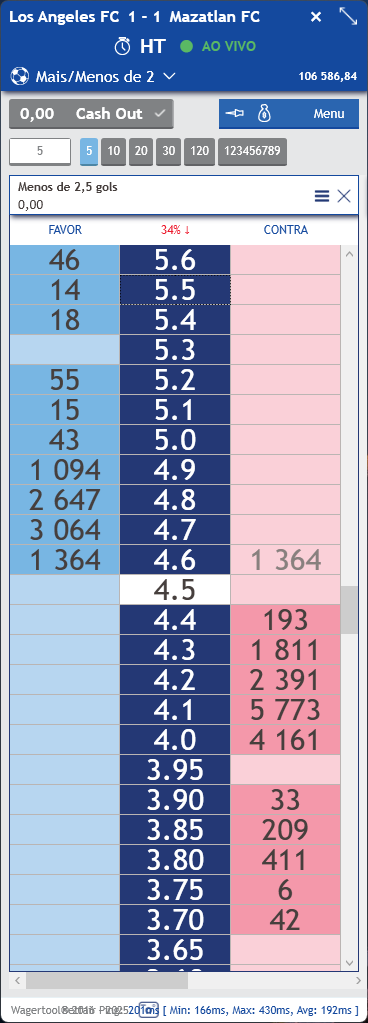 Los Angeles FC 1 - 1 Mazatlan FC
HT AO VIVO
Mais/Menos de 2 106 586,84
0,00 Cash Out Menu
5 5 10 20 30 120 123456789
Menos de 2,5 gols
0,00
FAVOR 34% ↓ CONTRA
46 5.6
14 5.5
18 5.4
5.3
55 5.2
15 5.1
43 5.0
1 094 4.9
2 647 4.8
3 064 4.7
1 364 4.6 1 364
4.5
4.4 193
4.3 1 811
4.2 2 391
4.1 5 773
4.0 4 161
3.95
3.90 33
3.85 209
3.80 411
3.75 6
3.70 42
3.65
Ping: 201ms [ Min: 166ms, Max: 430ms, Avg: 192ms ]